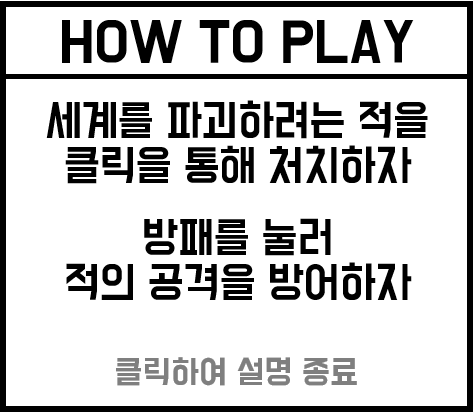 HOW TO PLAY
세계를 파괴하려는 적을
클릭을 통해 처치하자
방패를 눌러
적의 공격을 방어하자
클릭하여 설명 종료